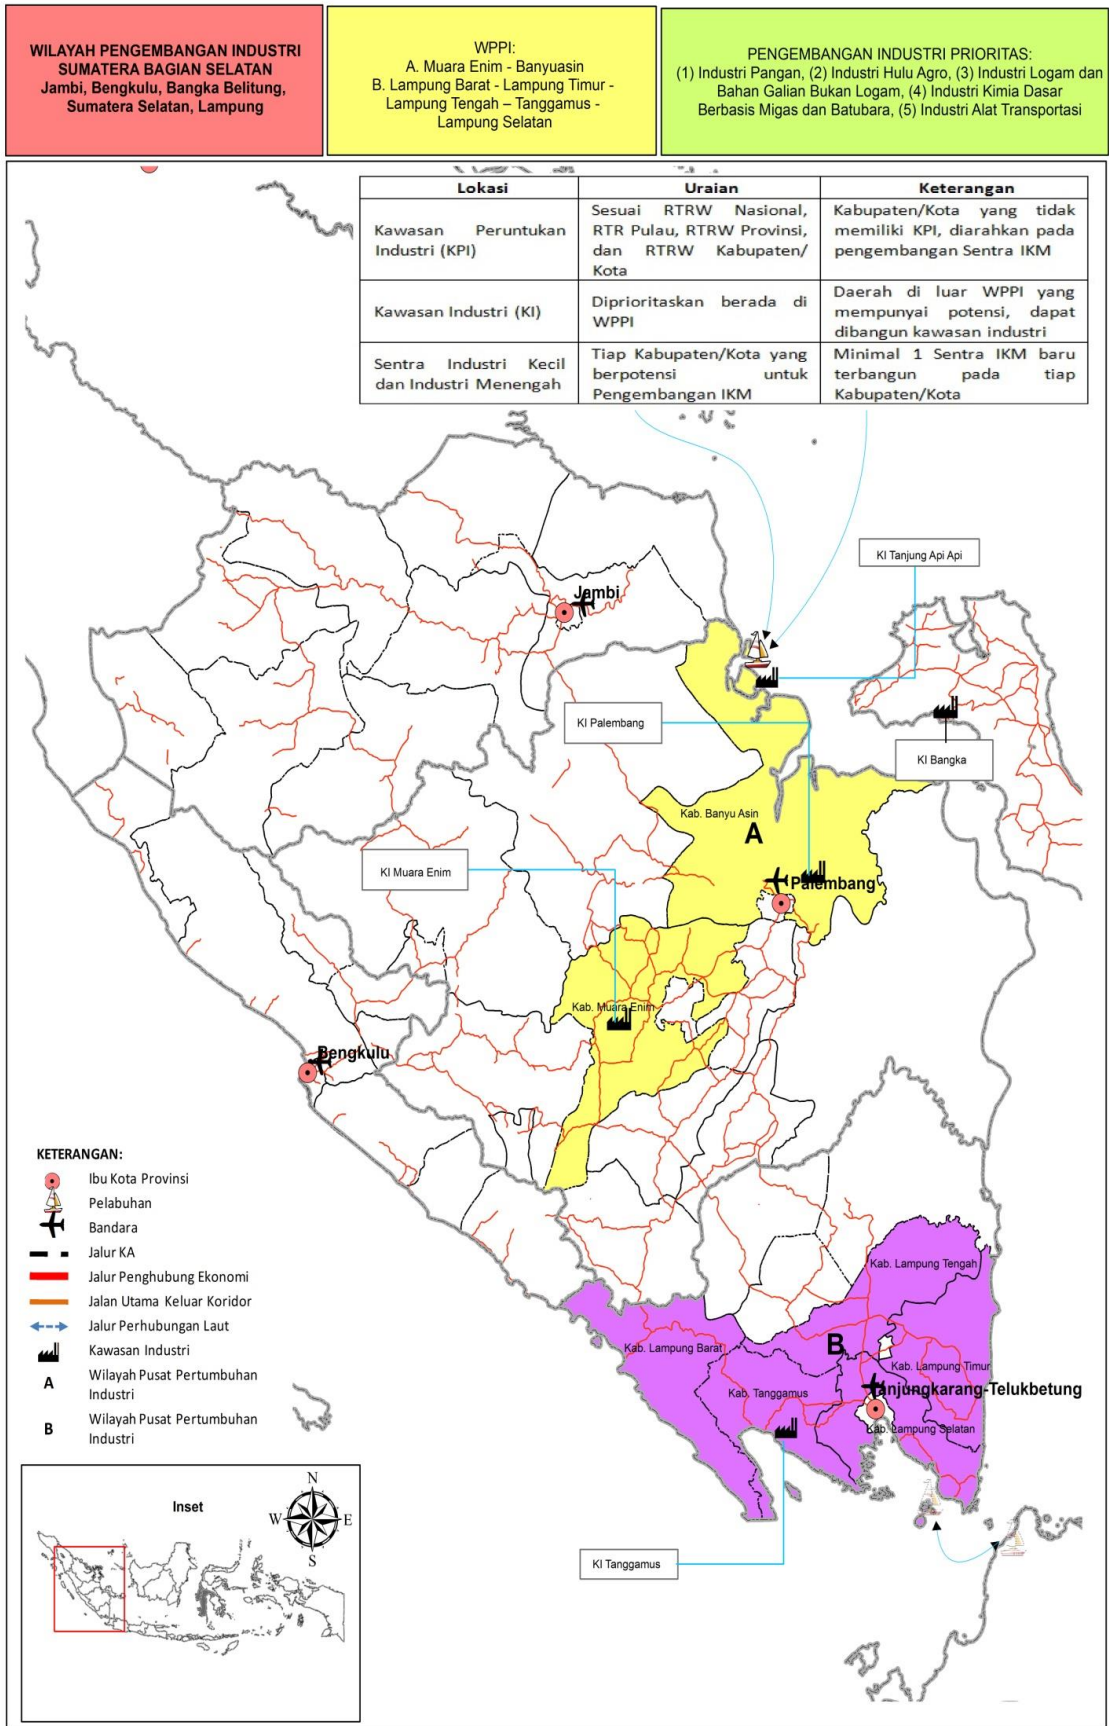 WILAYAH PENGEMBANGAN INDUSTRI
SUMATERA BAGIAN SELATAN
Jambi, Bengkulu, Bangka Belitung,
Sumatera Selatan, Lampung
WPPI:
A. Muara Enim - Banyuasin
B. Lampung Barat - Lampung Timur -
Lampung Tengah – Tanggamus -
Lampung Selatan
PENGEMBANGAN INDUSTRI PRIORITAS:
(1) Industri Pangan, (2) Industri Hulu Agro, (3) Industri Logam dan
Bahan Galian Bukan Logam, (4) Industri Kimia Dasar
Berbasis Migas dan Batubara, (5) Industri Alat Transportasi
Lokasi
Uraian
Keterangan
Kawasan Peruntukan
Industri (KPI)
Sesuai RTRW Nasional,
RTR Pulau, RTRW Provinsi,
dan RTRW Kabupaten/
Kota
Kabupaten/Kota yang tidak
memiliki KPI, diarahkan pada
pengembangan Sentra IKM
Kawasan Industri (KI)
Diprioritaskan berada di
WPPI
Daerah di luar WPPI yang
mempunyai potensi, dapat
dibangun kawasan industri
Sentra Industri Kecil
dan Industri Menengah
Tiap Kabupaten/Kota yang
berpotensi untuk
Pengembangan IKM
Minimal 1 Sentra IKM baru
terbangun pada tiap
Kabupaten/Kota
KI Tanjung Api Api
Jambi
KI Palembang
KI Bangka
Kab. Banyu Asin
A
KI Muara Enim
Palembang
Kab. Muara Enim
Bengkulu
KETERANGAN:
Ibu Kota Provinsi
Pelabuhan
Bandara
Jalur KA
Jalur Penghubung Ekonomi
Jalan Utama Keluar Koridor
Jalur Perhubungan Laut
Kawasan Industri
A
Wilayah Pusat Pertumbuhan
Industri
B
Wilayah Pusat Pertumbuhan
Industri
Kab. Lampung Tengah
B
Kab. Lampung Barat
Kab. Lampung Timur
Kab. Tanggamus
Tanjungkarang-Telukbetung
Kab. Lampung Selatan
KI Tanggamus
Inset
N
W
E
S